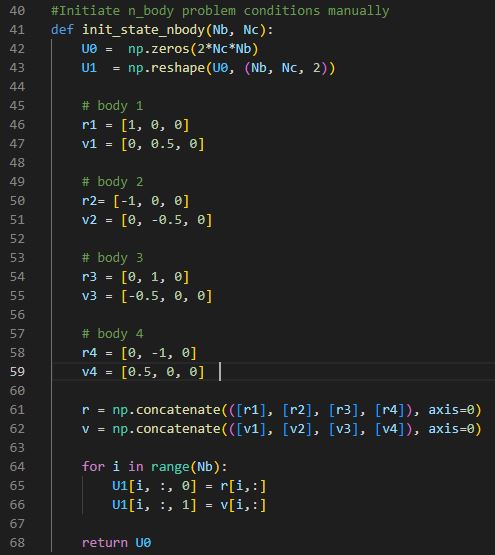 40 #Initiate n_body problem conditions manually
41 def init_state_nbody(Nb, Nc):
42     U0 =  np.zeros(2*Nc*Nb)
43     U1  = np.reshape(U0, (Nb, Nc, 2))
44
45     # body 1
46     r1 = [1, 0, 0]
47     v1 = [0, 0.5, 0]
48
49     # body 2
50     r2= [-1, 0, 0]
51     v2 = [0, -0.5, 0]
52
53     # body 3
54     r3 = [0, 1, 0]
55     v3 = [-0.5, 0, 0]
56
57     # body 4
58     r4 = [0, -1, 0]
59     v4 = [0.5, 0, 0]
60
61     r = np.concatenate(([r1], [r2], [r3], [r4]), axis=0)
62     v = np.concatenate(([v1], [v2], [v3], [v4]), axis=0)
63
64     for i in range(Nb):
65         U1[i, :, 0] = r[i,:]
66         U1[i, :, 1] = v[i,:]
67
68     return U0